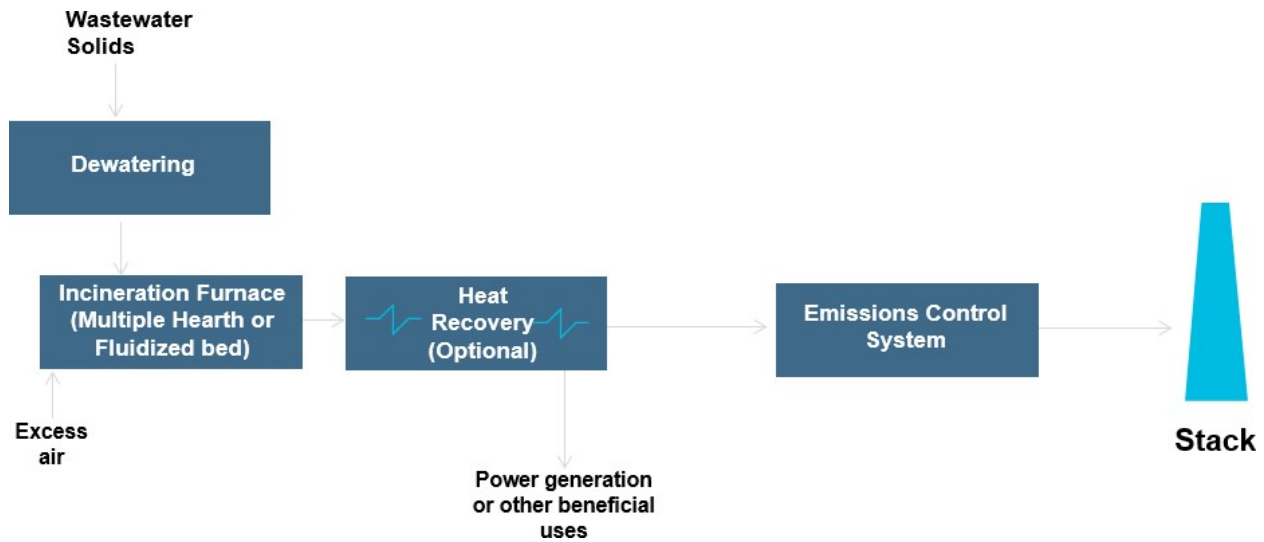 Wastewater
Solids
Dewatering
Incineration Furnace
(Multiple Hearth or
Fluidized bed)
Heat
Recovery
(Optional)
Emissions Control
System
Excess
air
Stack
Power generation
or other beneficial
uses